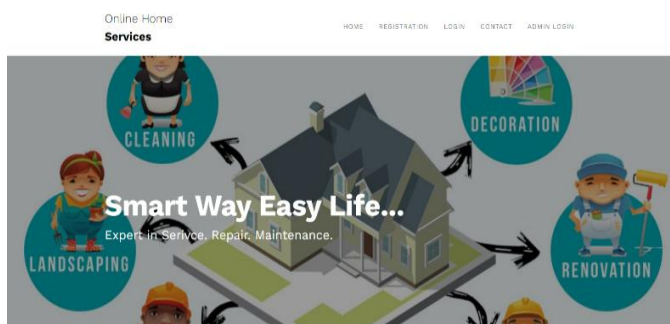 Online Home
Services
HOME REGISTRATION LOGIN CONTACT ADMIN LOGIN
CLEANING
DECORATION
Smart Way Easy Life...
Expert in Serivce, Repair, Maintenance.
LANDSCAPING
RENOVATION